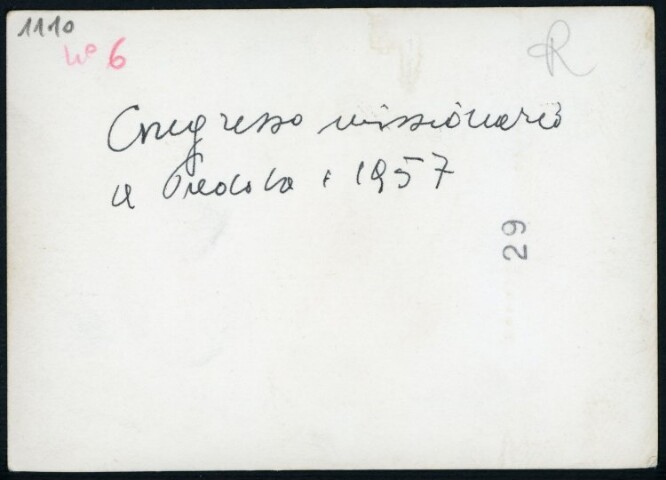 1110
N° 6
R
Congresso missionario
a 1957
29